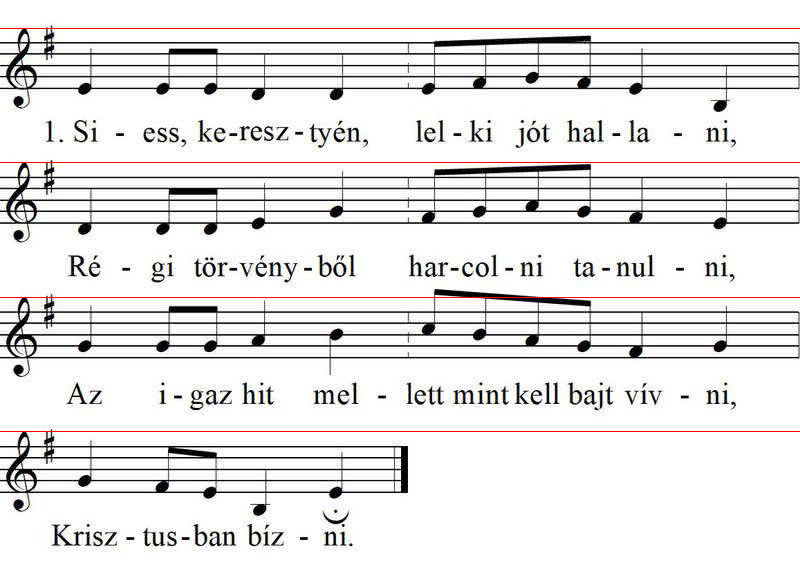 1. Si - ess, ke-resz-tyén, lel - ki jót hal - la - ni,
Ré - gi tör-vény-ből har-col - ni ta - nul - ni,
Az i - gaz hit mel - lett mint kell bajt vív - ni,
Krisz - tus-ban bíz - ni.